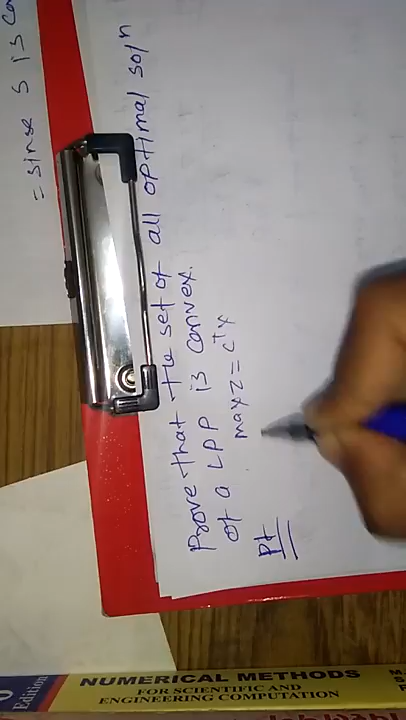 = since S is co
Prove that the set of all optimal solⁿ
of a LPP is convex.
max z = cᵀx
Pf
Edition
NUMERICAL METHODS
FOR SCIENTIFIC AND
ENGINEERING COMPUTATION